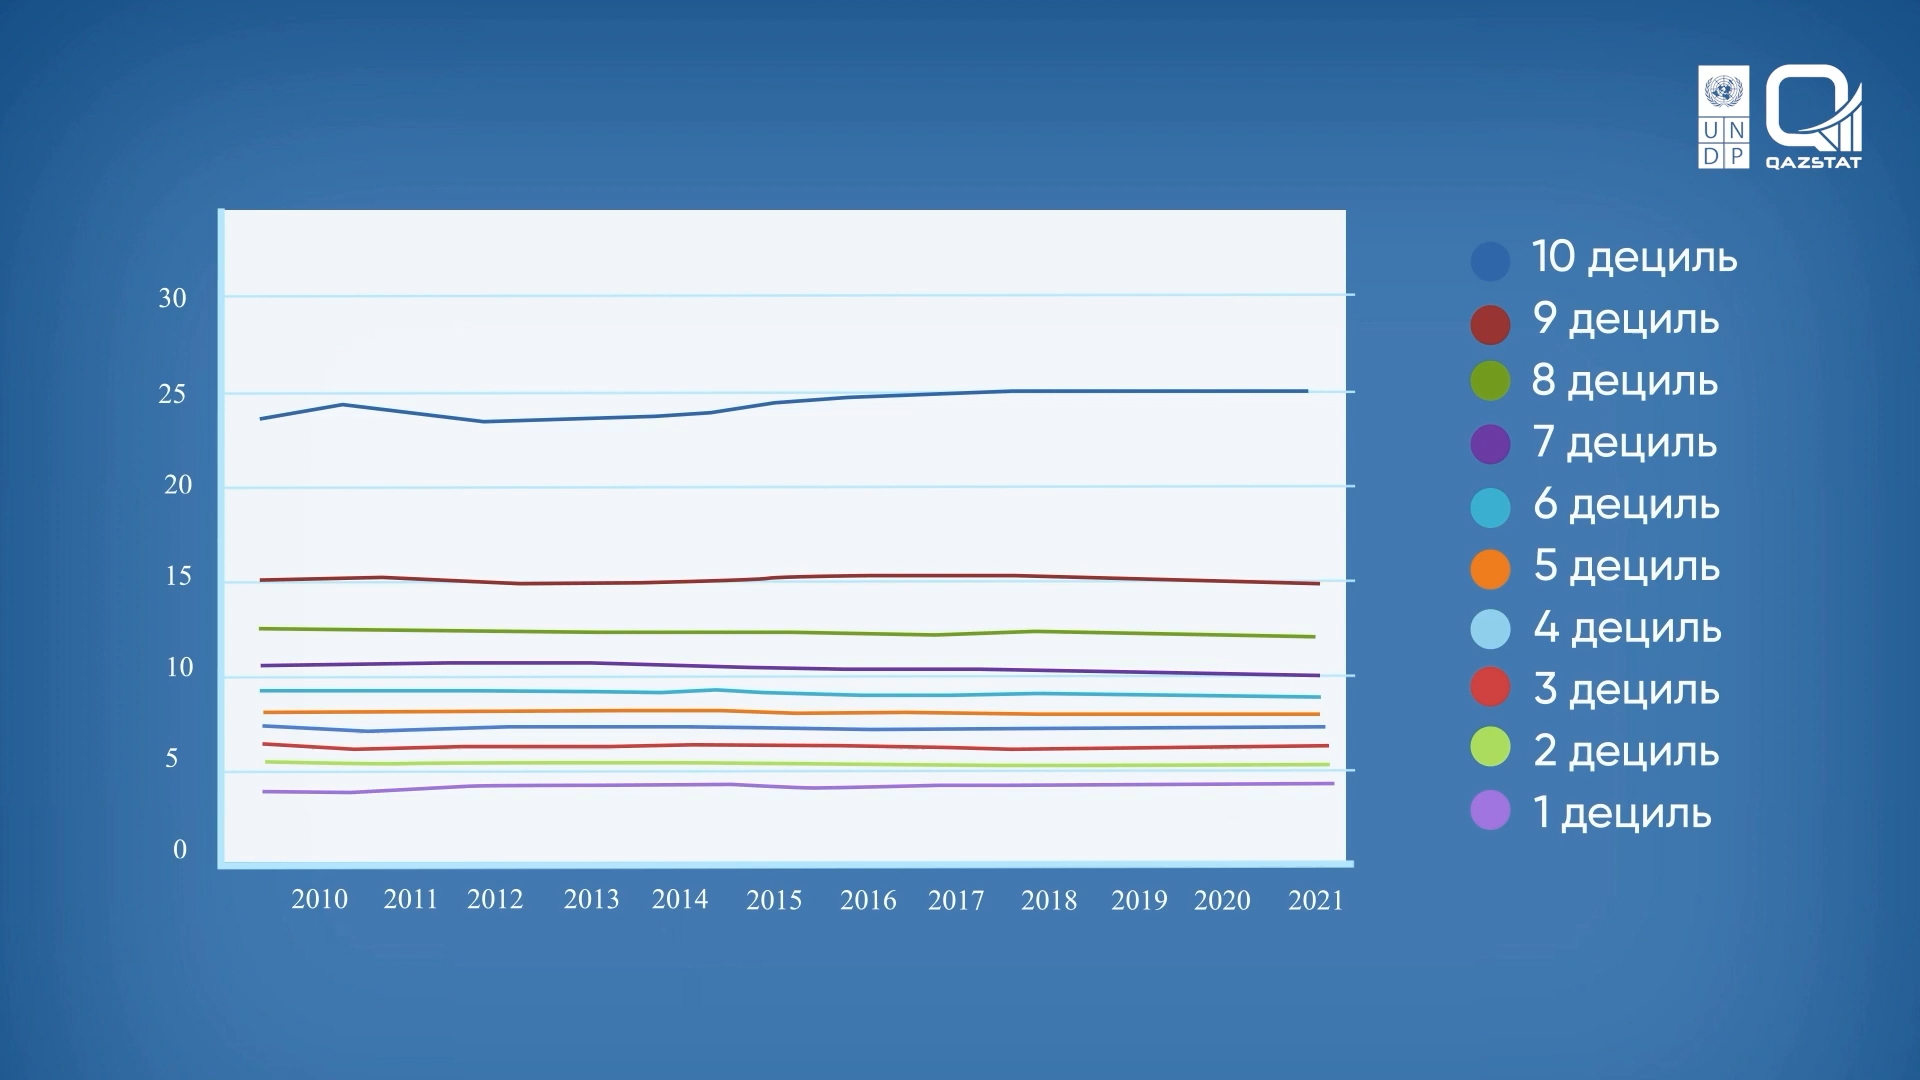 UN
DP
QAZSTAT
30
25
20
15
10
5
0
2010 2011 2012 2013 2014 2015 2016 2017 2018 2019 2020 2021
10 дециль
9 дециль
8 дециль
7 дециль
6 дециль
5 дециль
4 дециль
3 дециль
2 дециль
1 дециль